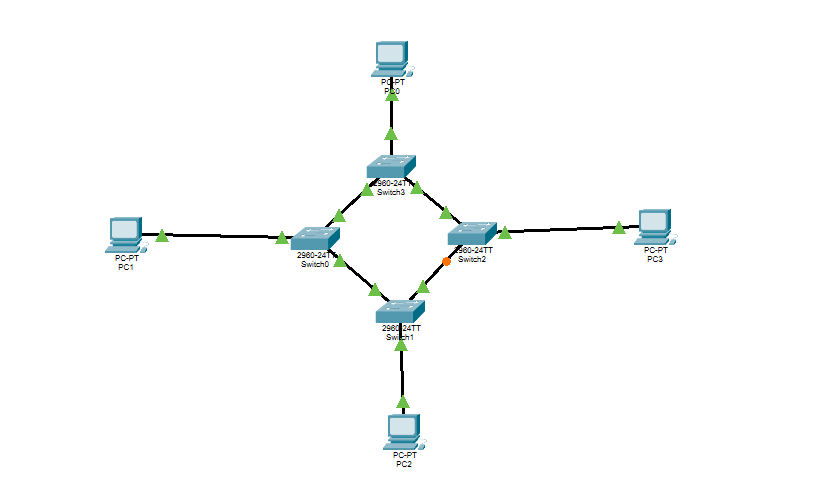 PC-PT
PC0
2960-24TT
Switch3
PC-PT
PC1
2960-24TT
Switch0
2960-24TT
Switch2
PC-PT
PC3
2960-24TT
Switch1
PC-PT
PC2